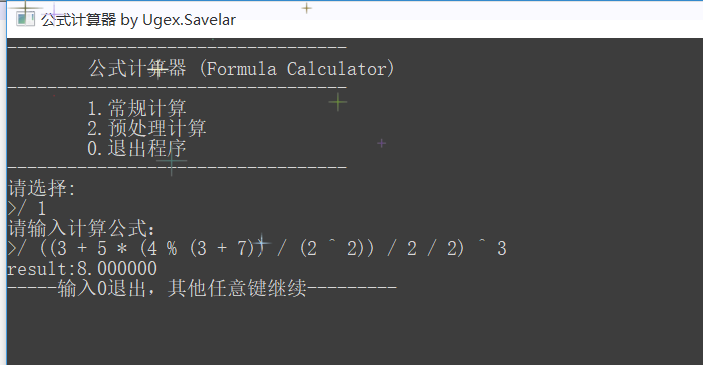 公式计算器 by Ugex.Savelar
----------------------------------
公式计算器 (Formula Calculator)
----------------------------------
1.常规计算
2.预处理计算
0.退出程序
----------------------------------
请选择:
>/ 1
请输入计算公式:
>/ ((3 + 5 * (4 % (3 + 7)) / (2 ^ 2)) / 2 / 2) ^ 3
result:8.000000
-----输入0退出，其他任意键继续---------